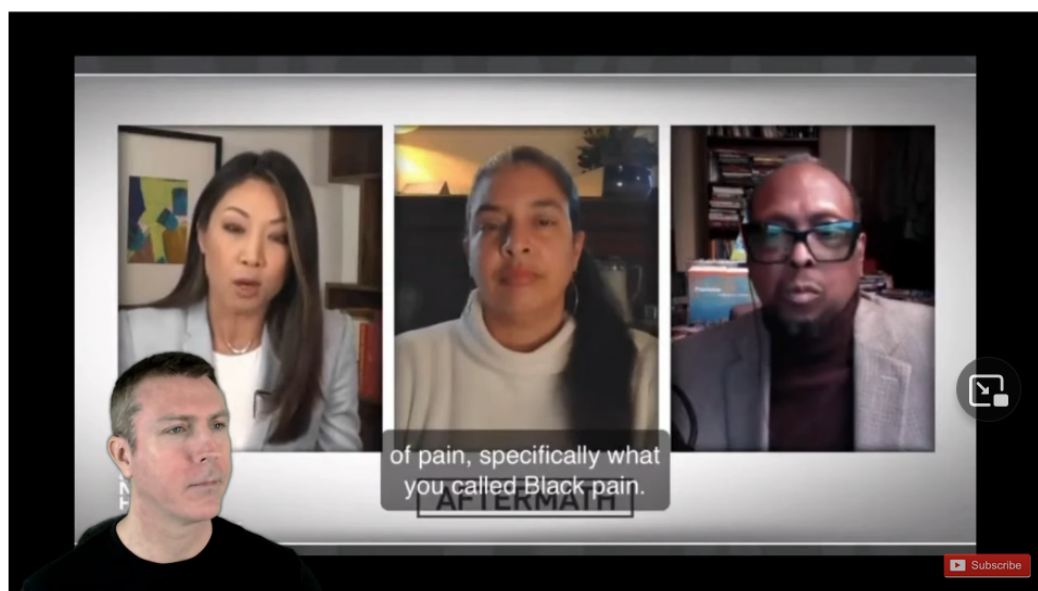 of pain, specifically what
you called Black pain.
AFTERMATH
N
H
Subscribe